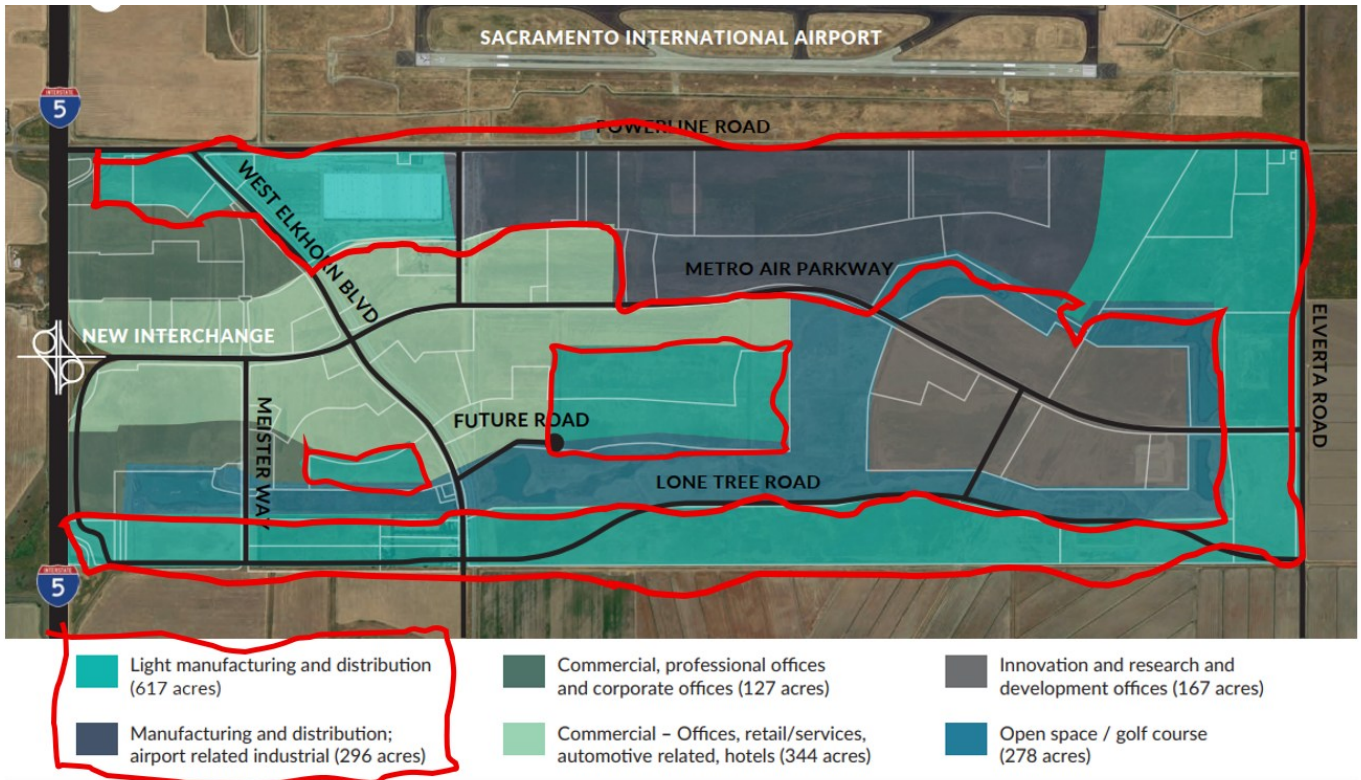 SACRAMENTO INTERNATIONAL AIRPORT
INTERSTATE
5
POWERLINE ROAD
WEST ELKHORN BLVD
METRO AIR PARKWAY
NEW INTERCHANGE
ELVERTA ROAD
MEISTER WAY
FUTURE ROAD
LONE TREE ROAD
INTERSTATE
5
Light manufacturing and distribution
(617 acres)
Manufacturing and distribution;
airport related industrial (296 acres)
Commercial, professional offices
and corporate offices (127 acres)
Commercial – Offices, retail/services,
automotive related, hotels (344 acres)
Innovation and research and
development offices (167 acres)
Open space / golf course
(278 acres)